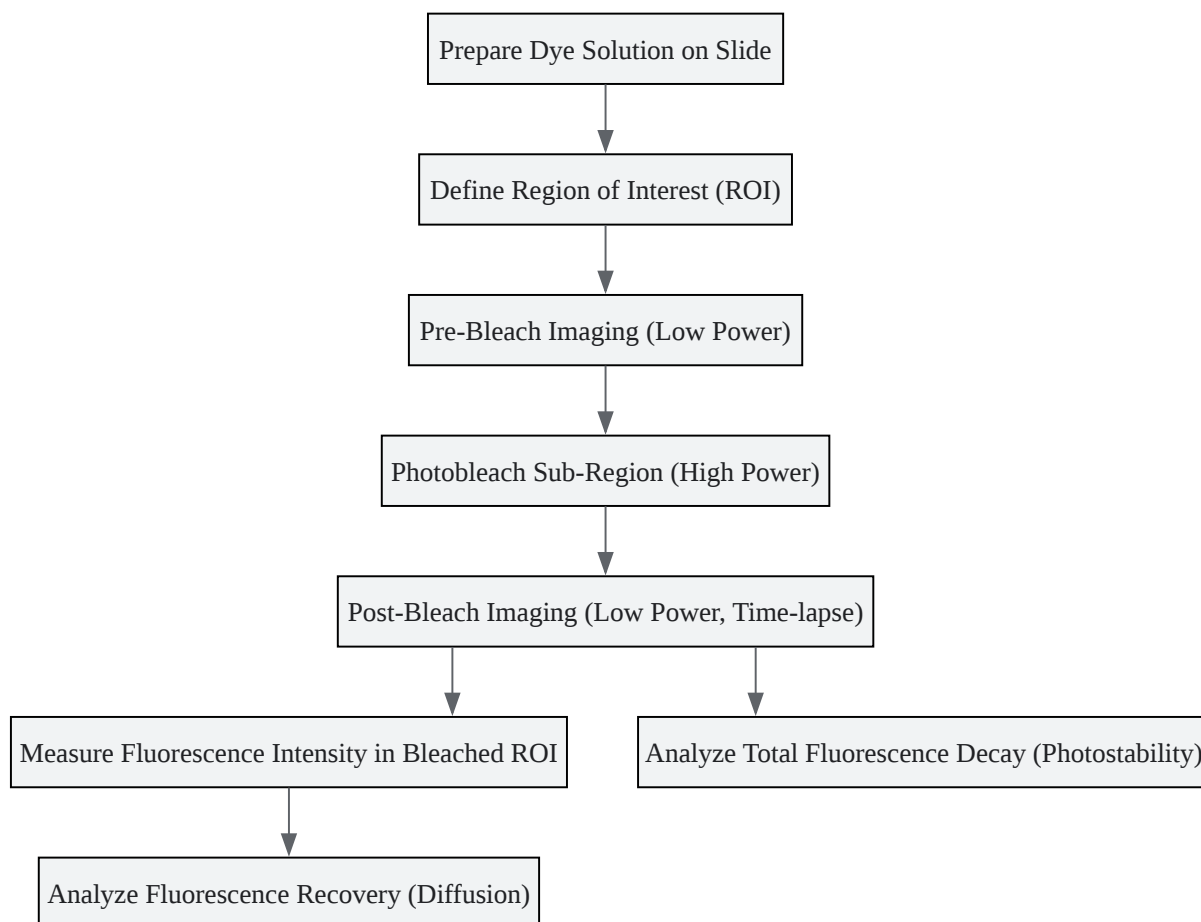 Prepare Dye Solution on Slide
Define Region of Interest (ROI)
Pre-Bleach Imaging (Low Power)
Photobleach Sub-Region (High Power)
Post-Bleach Imaging (Low Power, Time-lapse)
Measure Fluorescence Intensity in Bleached ROI
Analyze Total Fluorescence Decay (Photostability)
Analyze Fluorescence Recovery (Diffusion)